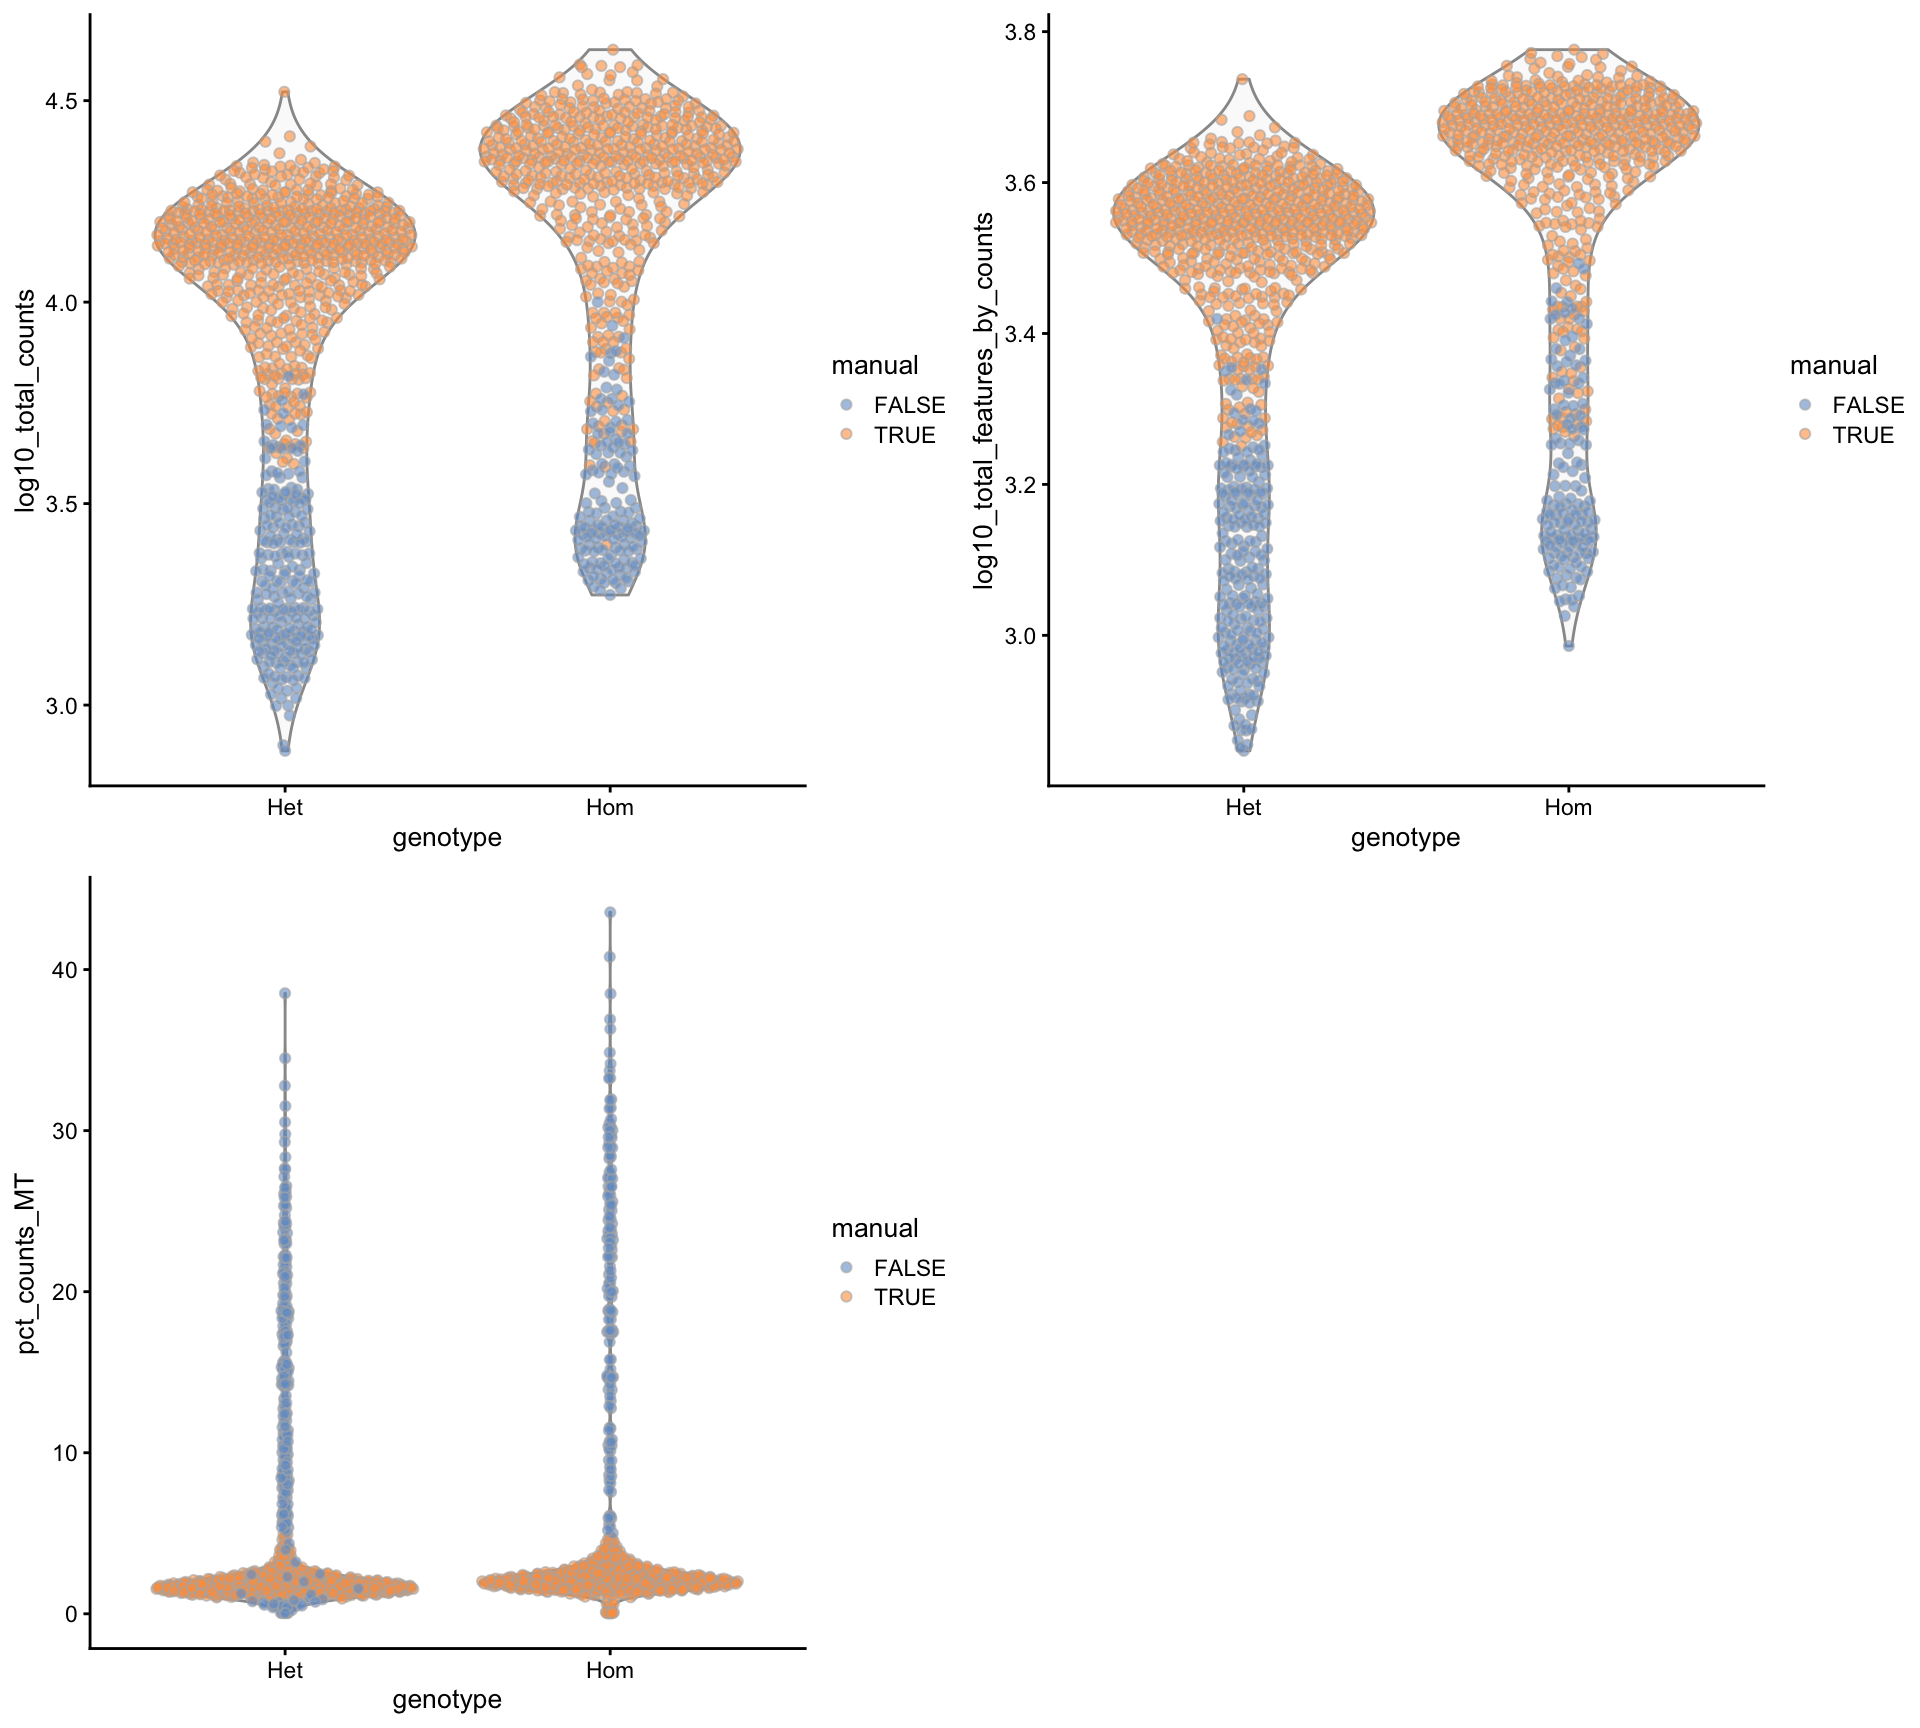 log10_total_counts
4.5
4.0
3.5
3.0
Het
Hom
genotype
manual
FALSE
TRUE
log10_total_features_by_counts
3.8
3.6
3.4
3.2
3.0
Het
Hom
genotype
manual
FALSE
TRUE
pct_counts_MT
40
30
20
10
0
Het
Hom
genotype
manual
FALSE
TRUE